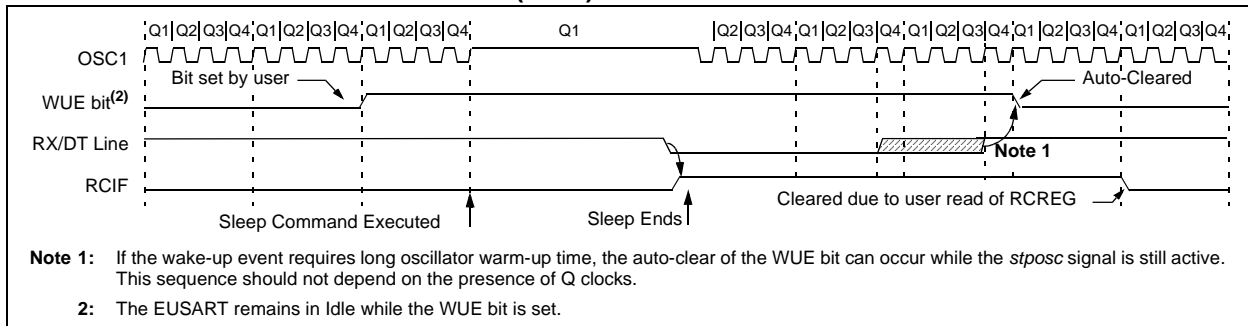 Q1 Q2 Q3 Q4 Q1 Q2 Q3 Q4 Q1 Q2 Q3 Q4 Q1 Q2 Q3 Q4 Q1 Q2 Q3 Q4 Q1 Q2 Q3 Q4 Q1 Q2 Q3 Q4 Q1 Q2 Q3 Q4
OSC1
Bit set by user
Auto-Cleared
WUE bit(2)
RX/DT Line
Note 1
RCIF
Cleared due to user read of RCREG
Sleep Command Executed
Sleep Ends
Note 1: If the wake-up event requires long oscillator warm-up time, the auto-clear of the WUE bit can occur while the stposc signal is still active.
This sequence should not depend on the presence of Q clocks.
2: The EUSART remains in Idle while the WUE bit is set.